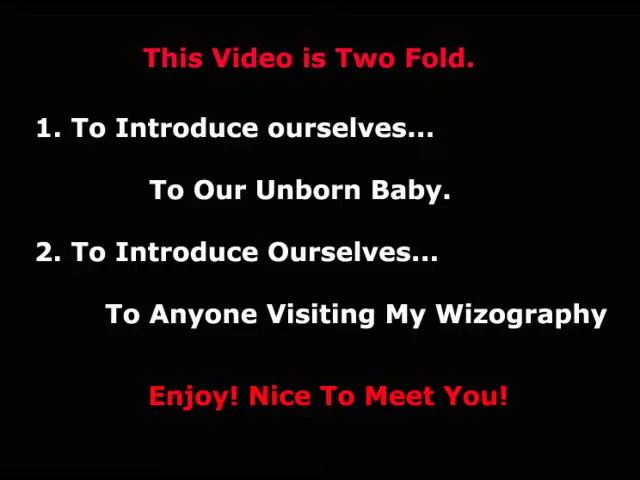 This Video is Two Fold.
1. To Introduce ourselves...
To Our Unborn Baby.
2. To Introduce Ourselves...
To Anyone Visiting My Wizography
Enjoy! Nice To Meet You!